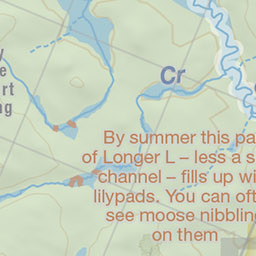 Cr
By summer this pa
of Longer L – less a s
channel – fills up wi
lilypads. You can oft
see moose nibbling
on them